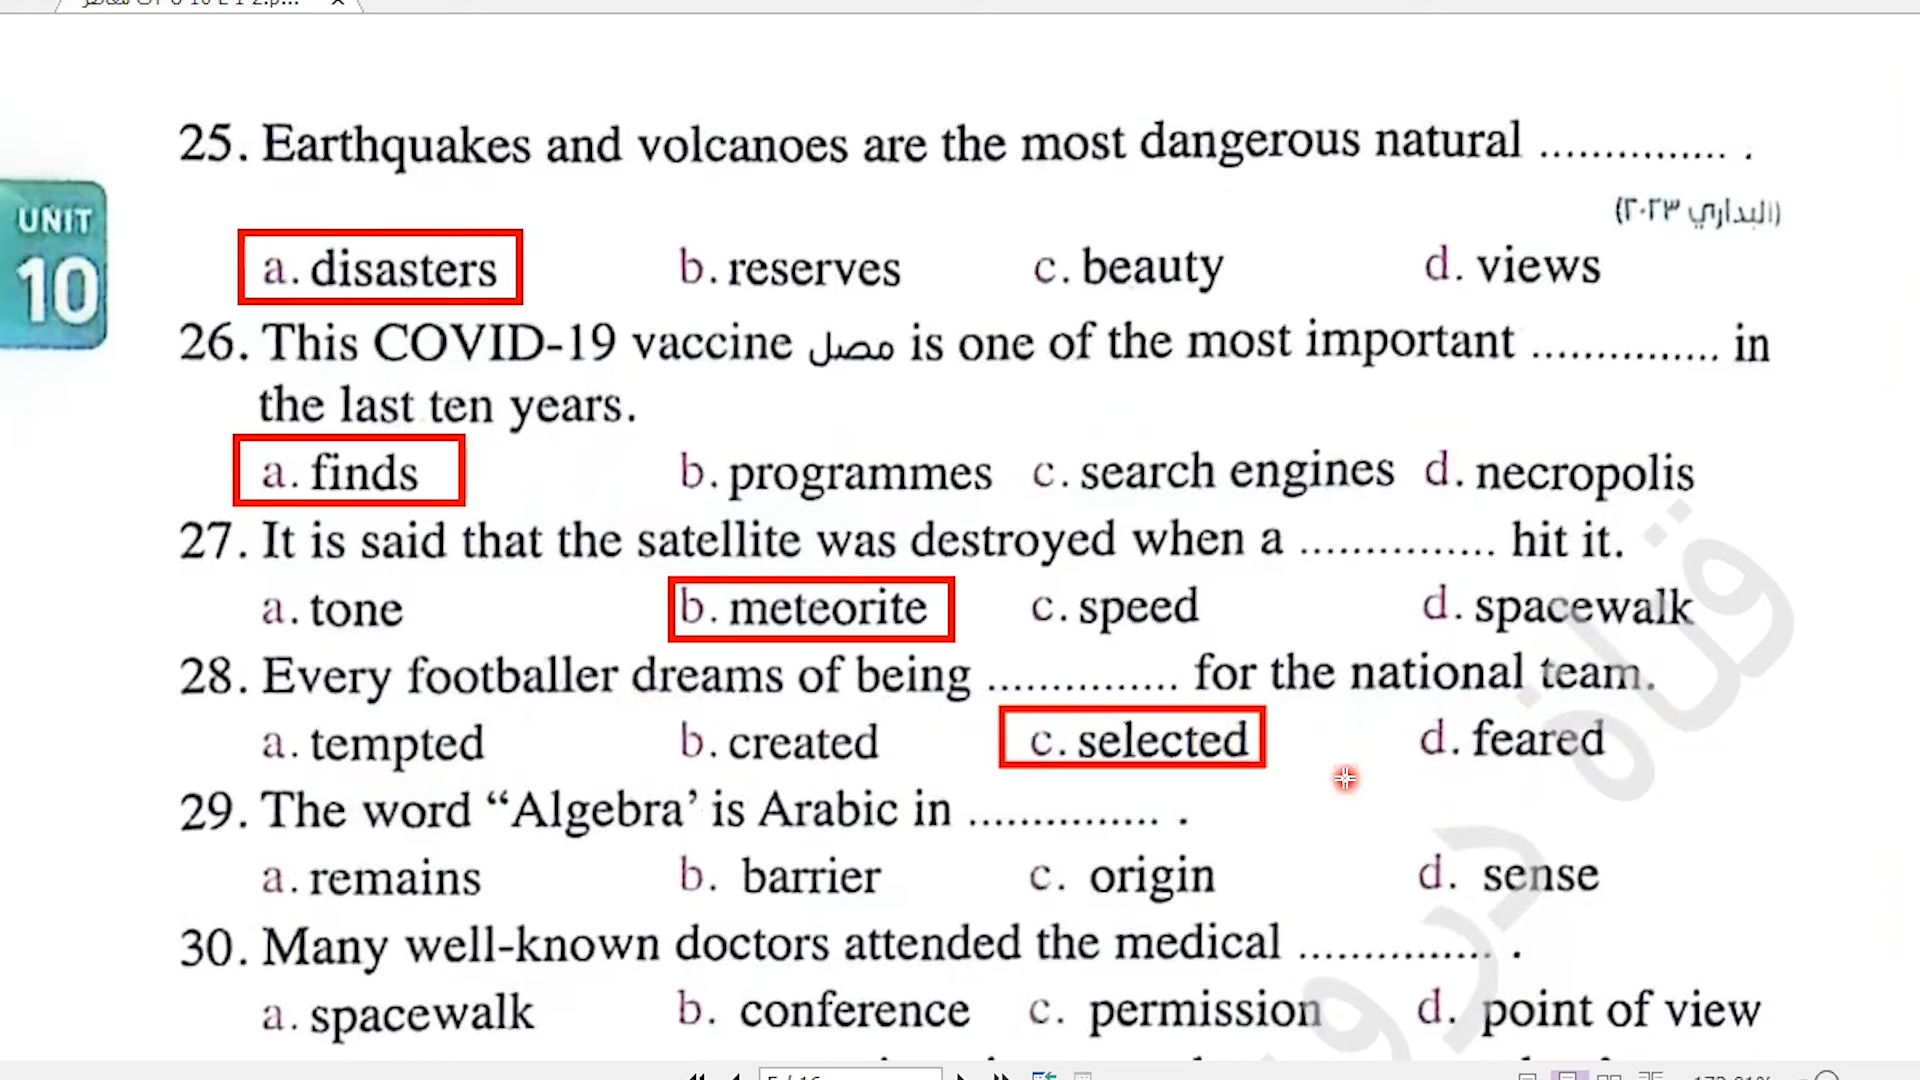 25. Earthquakes and volcanoes are the most dangerous natural ............... .
(البداري ٢٠٢٣)
UNIT
10
a. disasters b. reserves c. beauty d. views
26. This COVID-19 vaccine مصل is one of the most important ............... in
the last ten years.
a. finds b. programmes c. search engines d. necropolis
27. It is said that the satellite was destroyed when a ............... hit it.
a. tone b. meteorite c. speed d. spacewalk
28. Every footballer dreams of being ............... for the national team.
a. tempted b. created c. selected d. feared
29. The word “Algebra’ is Arabic in ............... .
a. remains b. barrier c. origin d. sense
30. Many well-known doctors attended the medical ............... .
a. spacewalk b. conference c. permission d. point of view
قناة